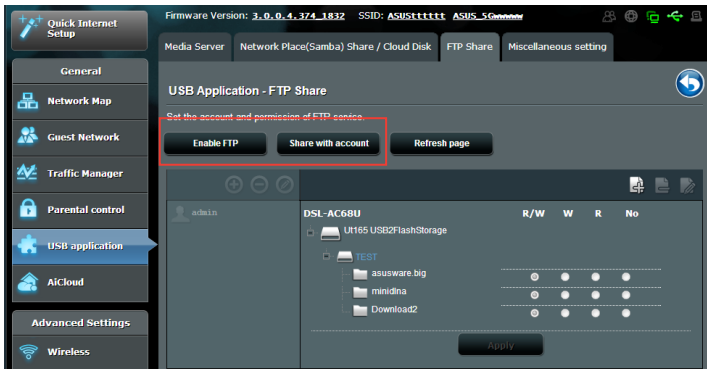 Quick Internet
Setup
Firmware Version: 3.0.0.4.374_1832 SSID: ASUSttttt ASUS_5G
Media Server Network Place(Samba) Share / Cloud Disk FTP Share Miscellaneous setting
General
Network Map
Guest Network
Traffic Manager
Parental control
USB application
AiCloud
Advanced Settings
Wireless
USB Application - FTP Share
Set the account and permission of FTP service.
Enable FTP Share with account Refresh page
admin
DSL-AC68U R/W W R No
Ut165 USB2FlashStorage
TEST
asusware.big
minidlna
Download2
Apply